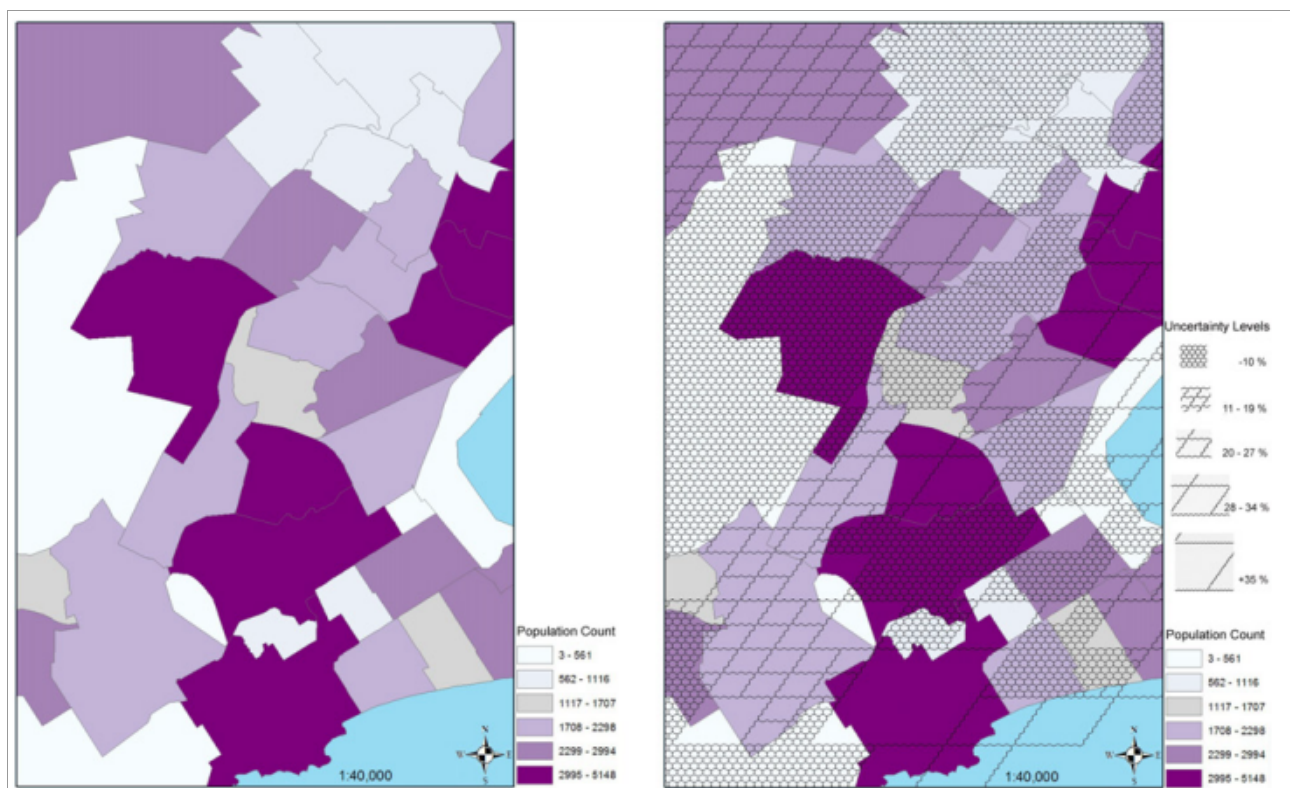 Population Count
3 - 561
562 - 1116
1117 - 1707
1708 - 2298
2299 - 2994
2995 - 5148
N
W E
S
1:40,000
Uncertainty Levels
-10 %
11 - 19 %
20 - 27 %
28 - 34 %
+35 %
Population Count
3 - 561
562 - 1116
1117 - 1707
1708 - 2298
2299 - 2994
2995 - 5148
N
W E
S
1:40,000